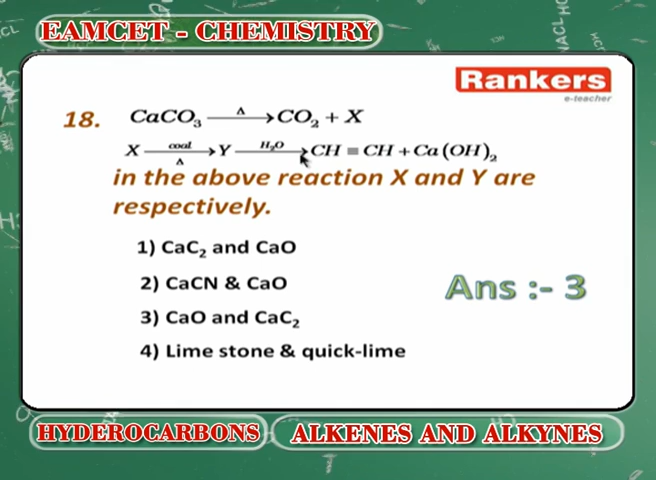 EAMCET - CHEMISTRY
Rankers
e-teacher
18. CaCO₃ —Δ→ CO₂ + X
X —coal/Δ→ Y —H₂O→ CH ≡ CH + Ca(OH)₂
in the above reaction X and Y are
respectively.
1) CaC₂ and CaO
2) CaCN & CaO
3) CaO and CaC₂
4) Lime stone & quick-lime
Ans :- 3
HYDEROCARBONS
ALKENES AND ALKYNES